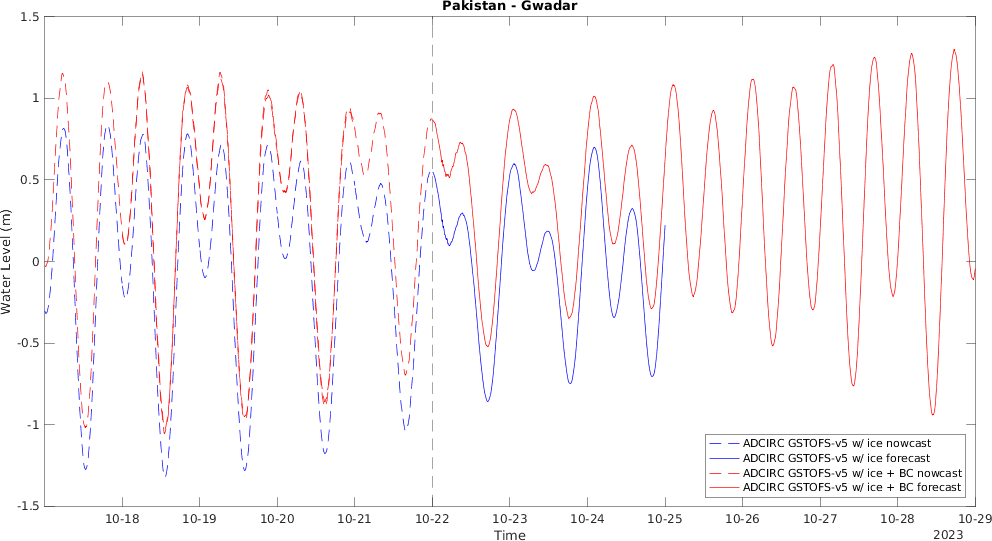 Pakistan - Gwadar
1.5
1
0.5
0
-0.5
-1
-1.5
Water Level (m)
ADCIRC GSTOFS-v5 w/ ice nowcast
ADCIRC GSTOFS-v5 w/ ice forecast
ADCIRC GSTOFS-v5 w/ ice + BC nowcast
ADCIRC GSTOFS-v5 w/ ice + BC forecast
10-18 10-19 10-20 10-21 10-22 10-23 10-24 10-25 10-26 10-27 10-28 10-29
Time
2023